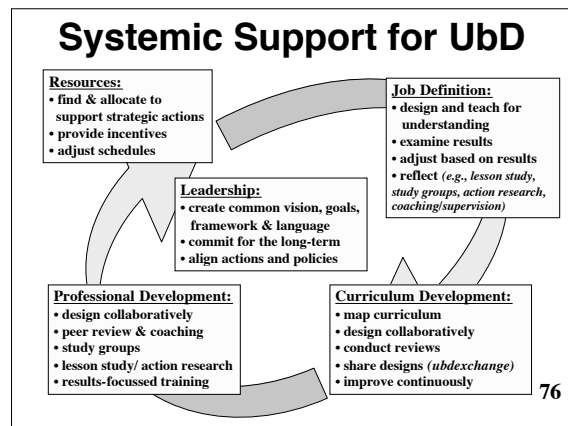 Systemic Support for UbD
Resources:
• find & allocate to
support strategic actions
• provide incentives
• adjust schedules
Job Definition:
• design and teach for
understanding
• examine results
• adjust based on results
• reflect (e.g., lesson study,
study groups, action research,
coaching/supervision)
Leadership:
• create common vision, goals,
framework & language
• commit for the long-term
• align actions and policies
Professional Development:
• design collaboratively
• peer review & coaching
• study groups
• lesson study/ action research
• results-focussed training
Curriculum Development:
• map curriculum
• design collaboratively
• conduct reviews
• share designs (ubdexchange)
• improve continuously
76